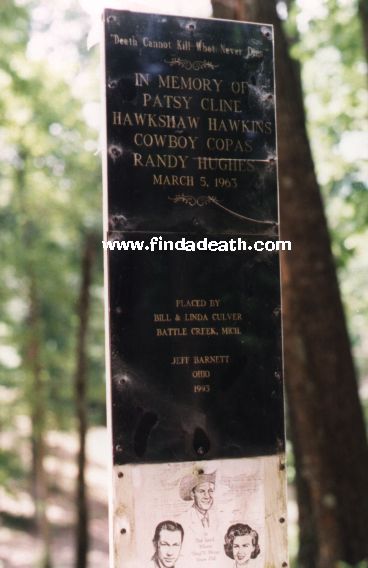 "Death Cannot Kill What Never Dies"
IN MEMORY OF
PATSY CLINE
HAWKSHAW HAWKINS
COWBOY COPAS
RANDY HUGHES
MARCH 5, 1963
www.findadeath.com
PLACED BY
BILL & LINDA CULVER
BATTLE CREEK, MICH.
JEFF BARNETT
OHIO
1993